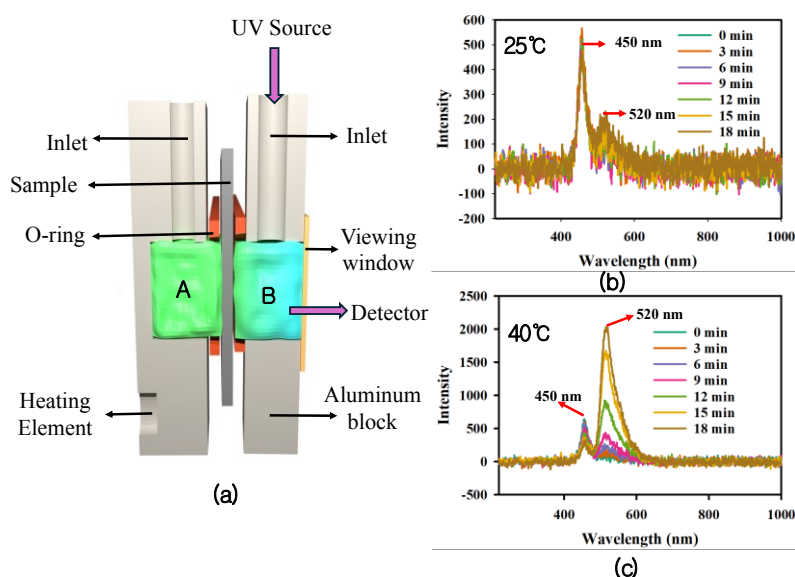 UV Source
Inlet
Inlet
Sample
O-ring
Viewing
window
A
B
Detector
Heating
Element
Aluminum
block
(a)
600
500
400
300
200
100
0
-100
-200
Intensity
25℃
450 nm
520 nm
0 min
3 min
6 min
9 min
12 min
15 min
18 min
400
600
800
1000
Wavelength (nm)
(b)
2500
2000
1500
1000
500
0
-500
Intensity
40℃
520 nm
450 nm
0 min
3 min
6 min
9 min
12 min
15 min
18 min
400
600
800
1000
Wavelength (nm)
(c)